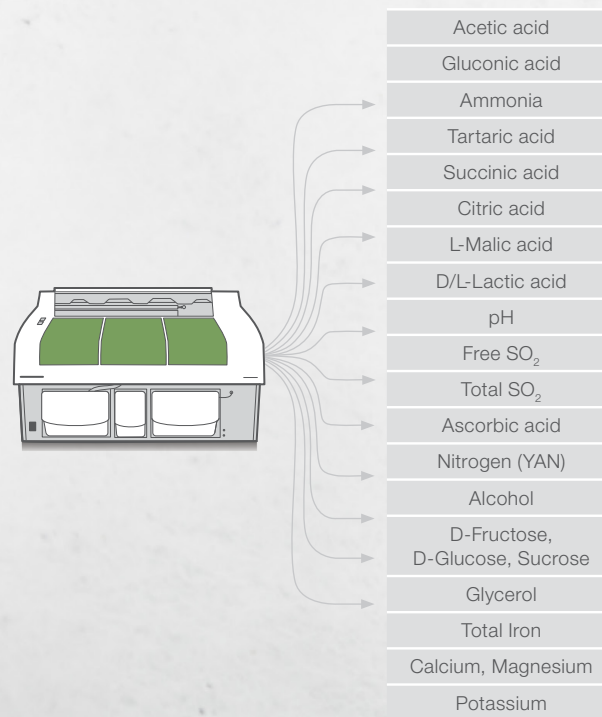 Acetic acid
Gluconic acid
Ammonia
Tartaric acid
Succinic acid
Citric acid
L-Malic acid
D/L-Lactic acid
pH
Free SO₂
Total SO₂
Ascorbic acid
Nitrogen (YAN)
Alcohol
D-Fructose,
D-Glucose, Sucrose
Glycerol
Total Iron
Calcium, Magnesium
Potassium